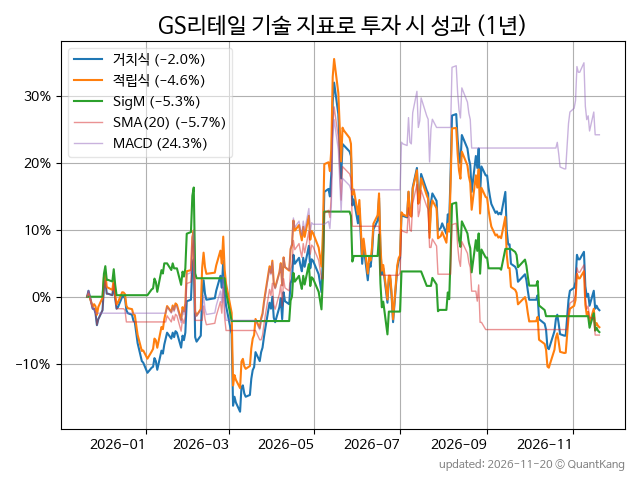 GS리테일 기술 지표로 투자 시 성과 (1년)
거치식 (−2.0%)
적립식 (−4.6%)
SigM (−5.3%)
SMA(20) (−5.7%)
MACD (24.3%)
30%
20%
10%
0%
−10%
2026-01 2026-03 2026-05 2026-07 2026-09 2026-11
updated: 2026-11-20 © QuantKang